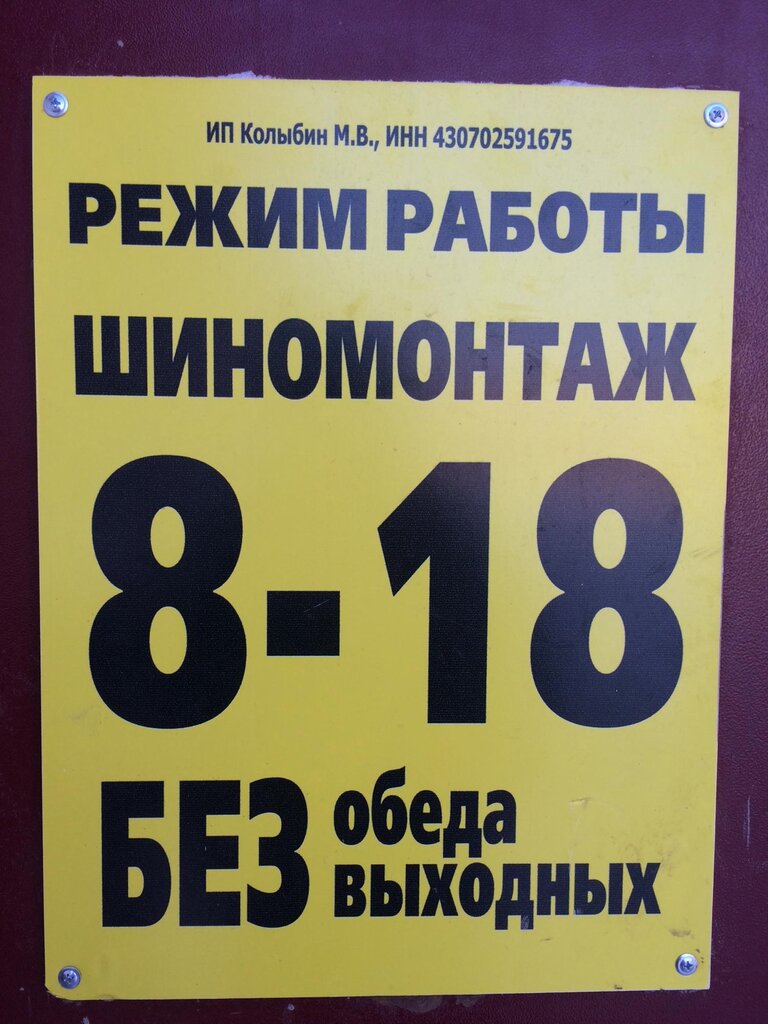 ИП Колыбин М.В., ИНН 430702591675
РЕЖИМ РАБОТЫ
ШИНОМОНТАЖ
8-18
БЕЗ обеда
выходных